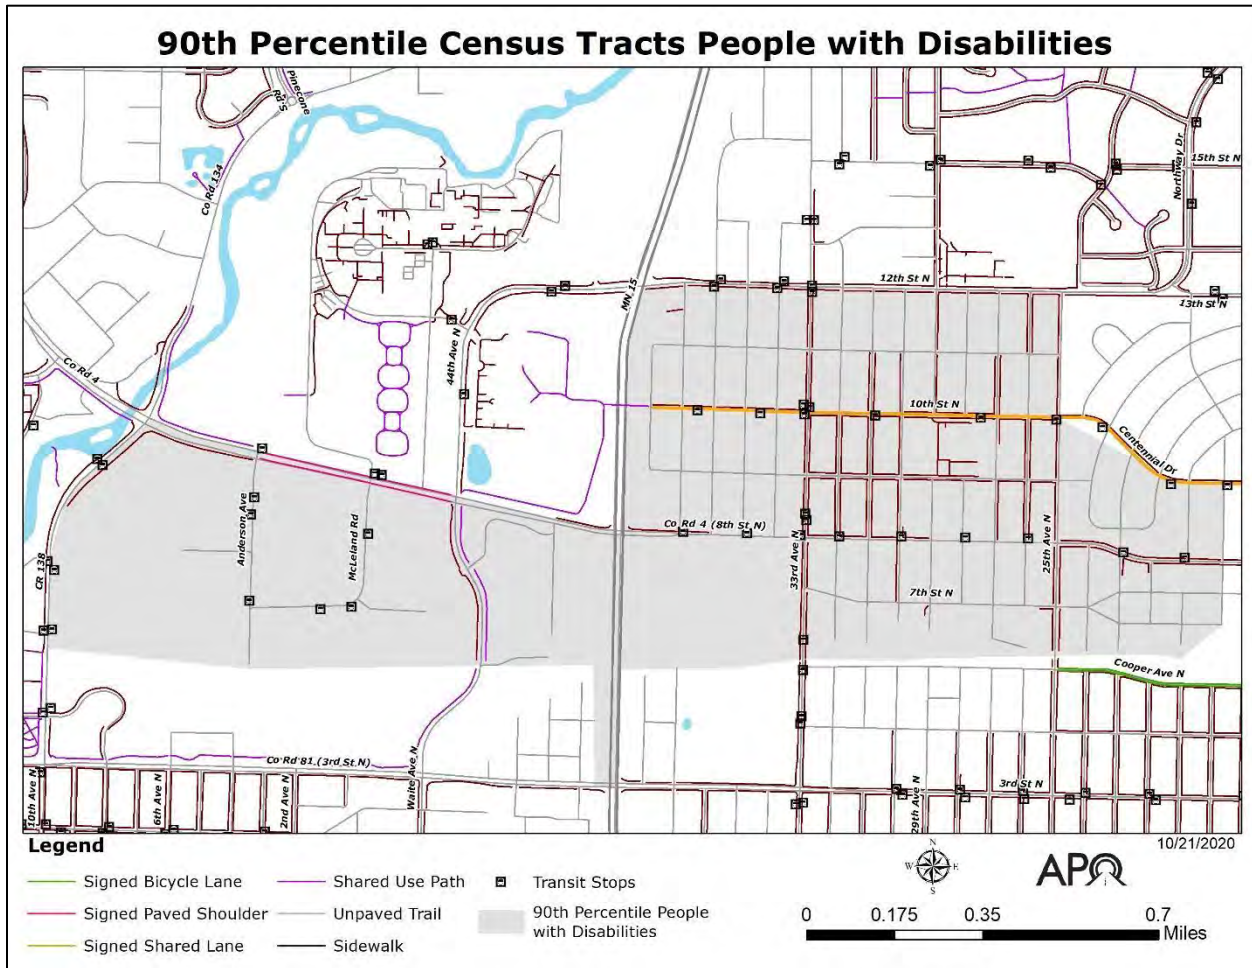 90th Percentile Census Tracts People with Disabilities
Pinecone
Rd S
Co Rd 134
Northway Dr
15th St N
MN 15
12th St N
13th St N
44th Ave N
Co Rd 4
10th St N
Centennial Dr
Anderson Ave
McLeland Rd
Co Rd 4 (8th St N)
CR 138
33rd Ave N
25th Ave N
7th St N
Cooper Ave N
Co Rd 81 (3rd St N)
Waite Ave N
3rd St N
10th Ave N
6th Ave N
2nd Ave N
29th Ave N
10/21/2020
Legend
Signed Bicycle Lane
Signed Paved Shoulder
Signed Shared Lane
Shared Use Path
Unpaved Trail
Sidewalk
Transit Stops
90th Percentile People
with Disabilities
N
W E
S
APO
0 0.175 0.35 0.7
Miles